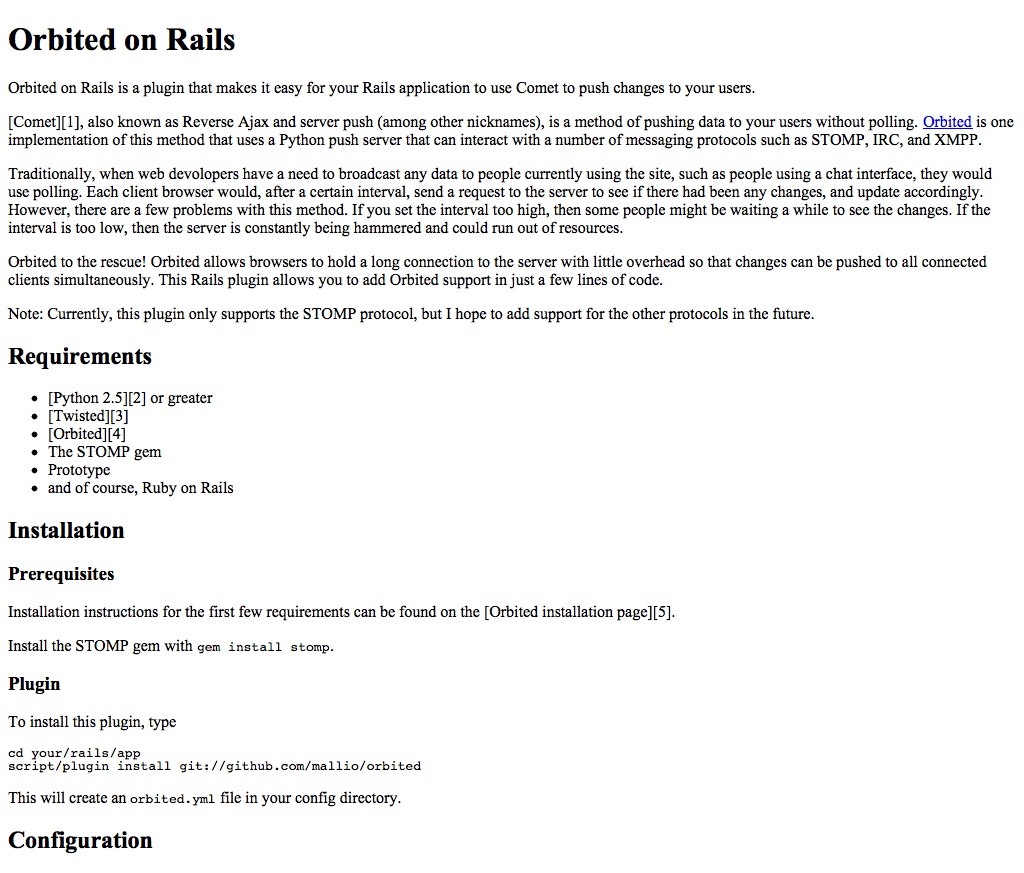 Orbited on Rails
Orbited on Rails is a plugin that makes it easy for your Rails application to use Comet to push changes to your users.
[Comet][1], also known as Reverse Ajax and server push (among other nicknames), is a method of pushing data to your users without polling. Orbited is one
implementation of this method that uses a Python push server that can interact with a number of messaging protocols such as STOMP, IRC, and XMPP.
Traditionally, when web devolopers have a need to broadcast any data to people currently using the site, such as people using a chat interface, they would
use polling. Each client browser would, after a certain interval, send a request to the server to see if there had been any changes, and update accordingly.
However, there are a few problems with this method. If you set the interval too high, then some people might be waiting a while to see the changes. If the
interval is too low, then the server is constantly being hammered and could run out of resources.
Orbited to the rescue! Orbited allows browsers to hold a long connection to the server with little overhead so that changes can be pushed to all connected
clients simultaneously. This Rails plugin allows you to add Orbited support in just a few lines of code.
Note: Currently, this plugin only supports the STOMP protocol, but I hope to add support for the other protocols in the future.
Requirements
• [Python 2.5][2] or greater
• [Twisted][3]
• [Orbited][4]
• The STOMP gem
• Prototype
• and of course, Ruby on Rails
Installation
Prerequisites
Installation instructions for the first few requirements can be found on the [Orbited installation page][5].
Install the STOMP gem with gem install stomp.
Plugin
To install this plugin, type
cd your/rails/app
script/plugin install git://github.com/mallio/orbited
This will create an orbited.yml file in your config directory.
Configuration